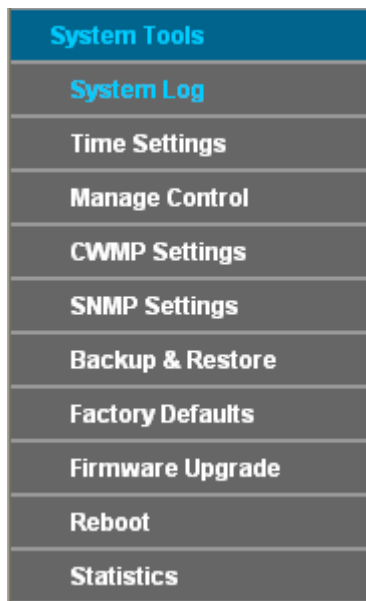 System Tools
System Log
Time Settings
Manage Control
CWMP Settings
SNMP Settings
Backup & Restore
Factory Defaults
Firmware Upgrade
Reboot
Statistics